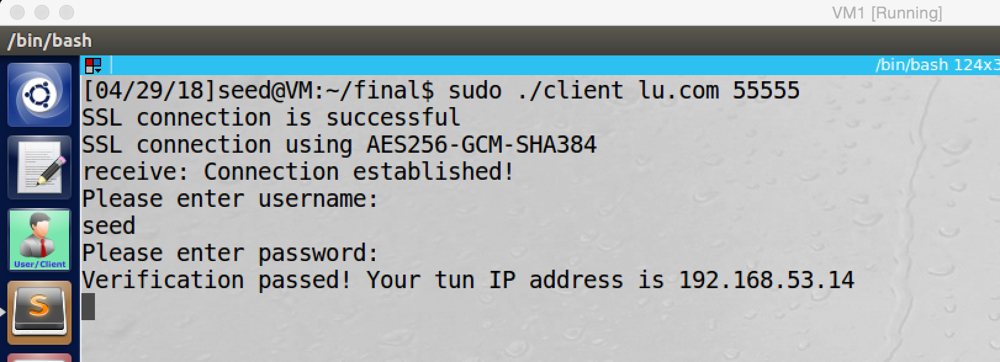 VM1 [Running]
/bin/bash
/bin/bash 124x3
[04/29/18]seed@VM:~/final$ sudo ./client lu.com 55555
SSL connection is successful
SSL connection using AES256-GCM-SHA384
receive: Connection established!
Please enter username:
seed
Please enter password:
Verification passed! Your tun IP address is 192.168.53.14
User/Client
S